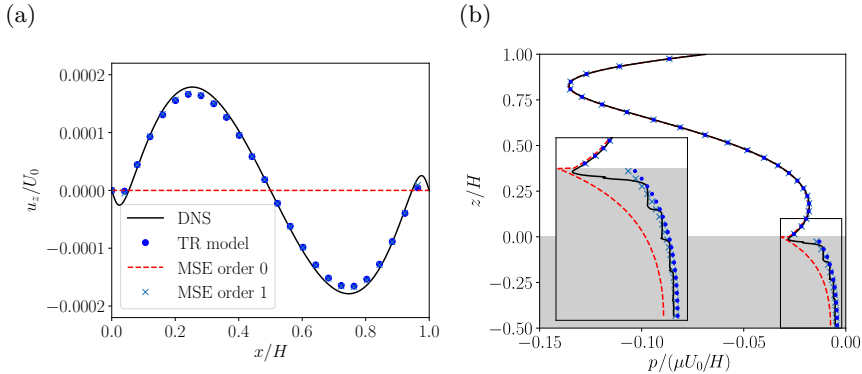 (a)
0.0002
0.0001
0.0000
−0.0001
−0.0002
u_z/U_0
DNS
TR model
MSE order 0
MSE order 1
0.0 0.2 0.4 0.6 0.8 1.0
x/H
(b)
1.00
0.75
0.50
0.25
0.00
−0.25
−0.50
z/H
−0.15 −0.10 −0.05 0.00
p/(μU_0/H)